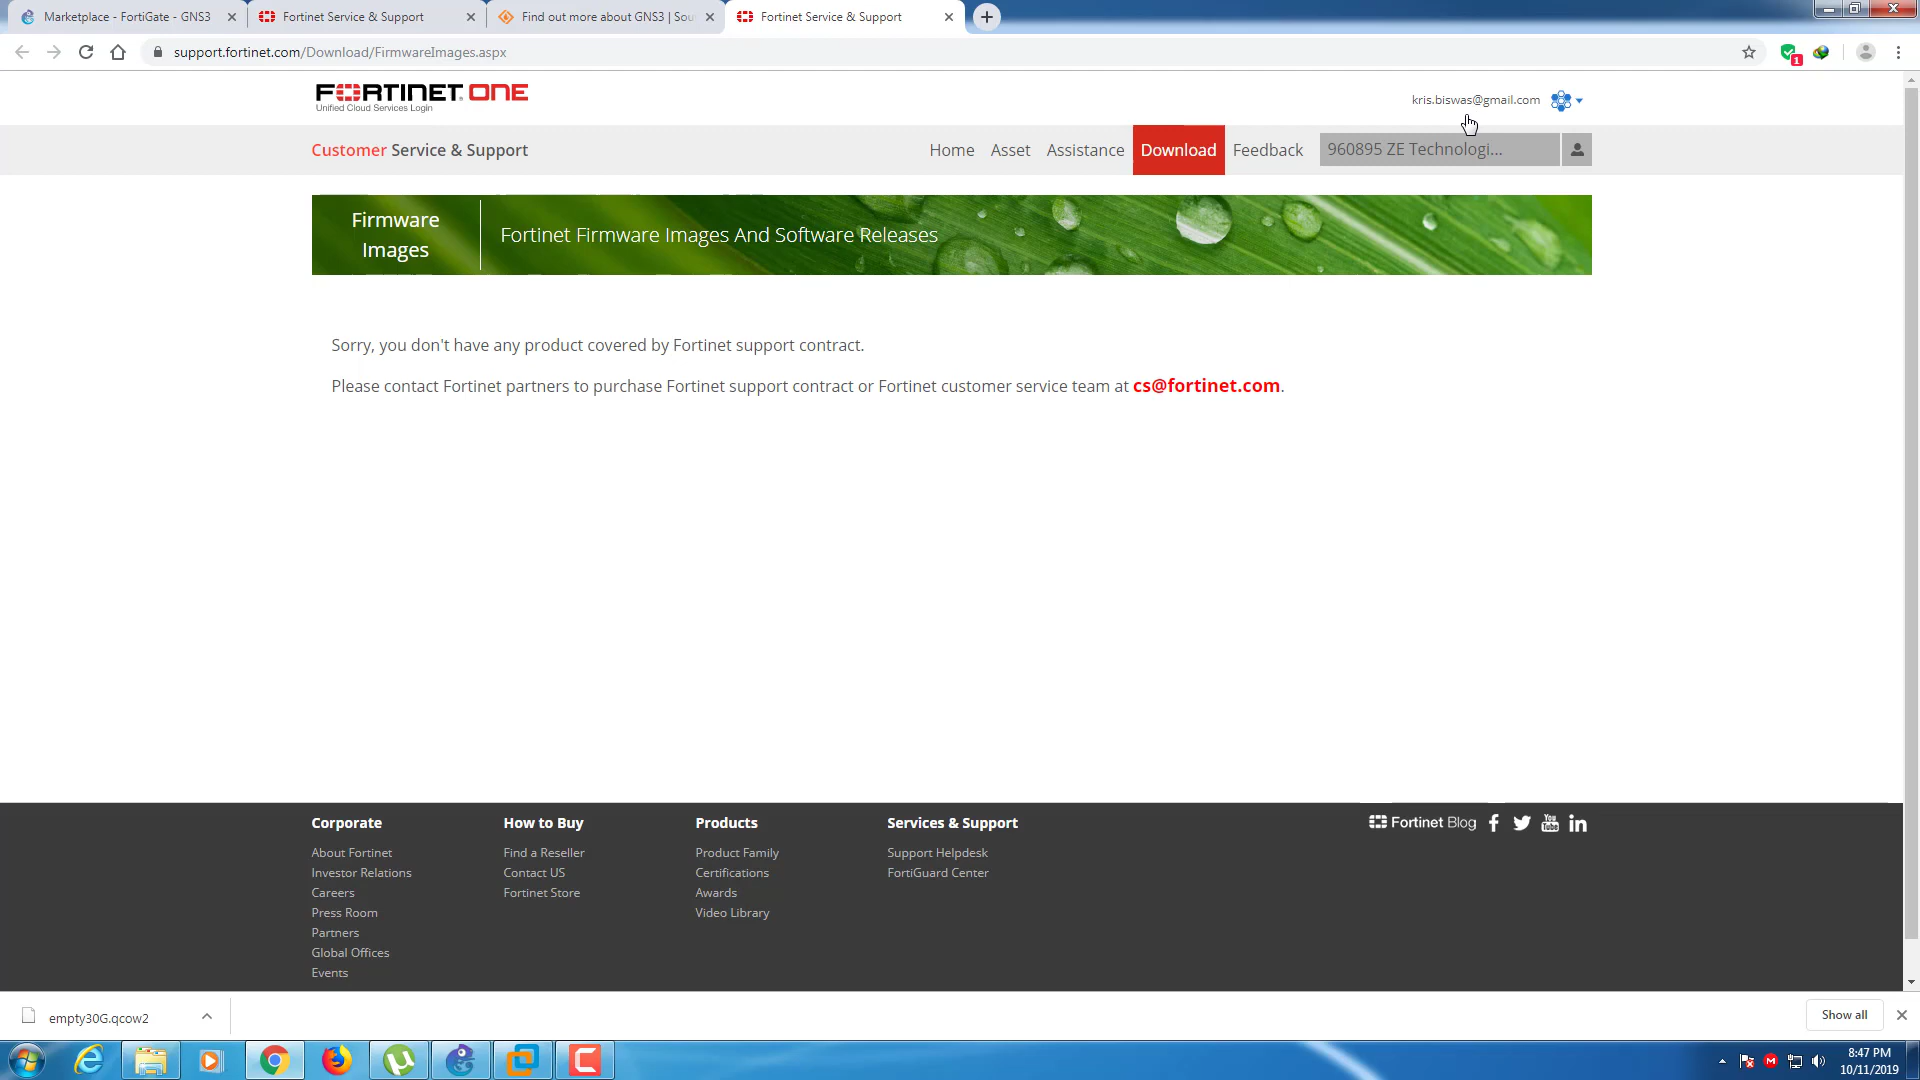 Marketplace - FortiGate - GNS3
Fortinet Service & Support
Find out more about GNS3 | Sou
Fortinet Service & Support
support.fortinet.com/Download/FirmwareImages.aspx
1
FORTINET ONE
Unified Cloud Services Login
kris.biswas@gmail.com
Customer Service & Support
Home
Asset
Assistance
Download
Feedback
960895 ZE Technologi...
Firmware
Images
Fortinet Firmware Images And Software Releases
Sorry, you don't have any product covered by Fortinet support contract.
Please contact Fortinet partners to purchase Fortinet support contract or Fortinet customer service team at cs@fortinet.com.
Corporate
About Fortinet
Investor Relations
Careers
Press Room
Partners
Global Offices
Events
How to Buy
Find a Reseller
Contact US
Fortinet Store
Products
Product Family
Certifications
Awards
Video Library
Services & Support
Support Helpdesk
FortiGuard Center
Fortinet Blog
You
Tube
empty30G.qcow2
Show all
8:47 PM
10/11/2019